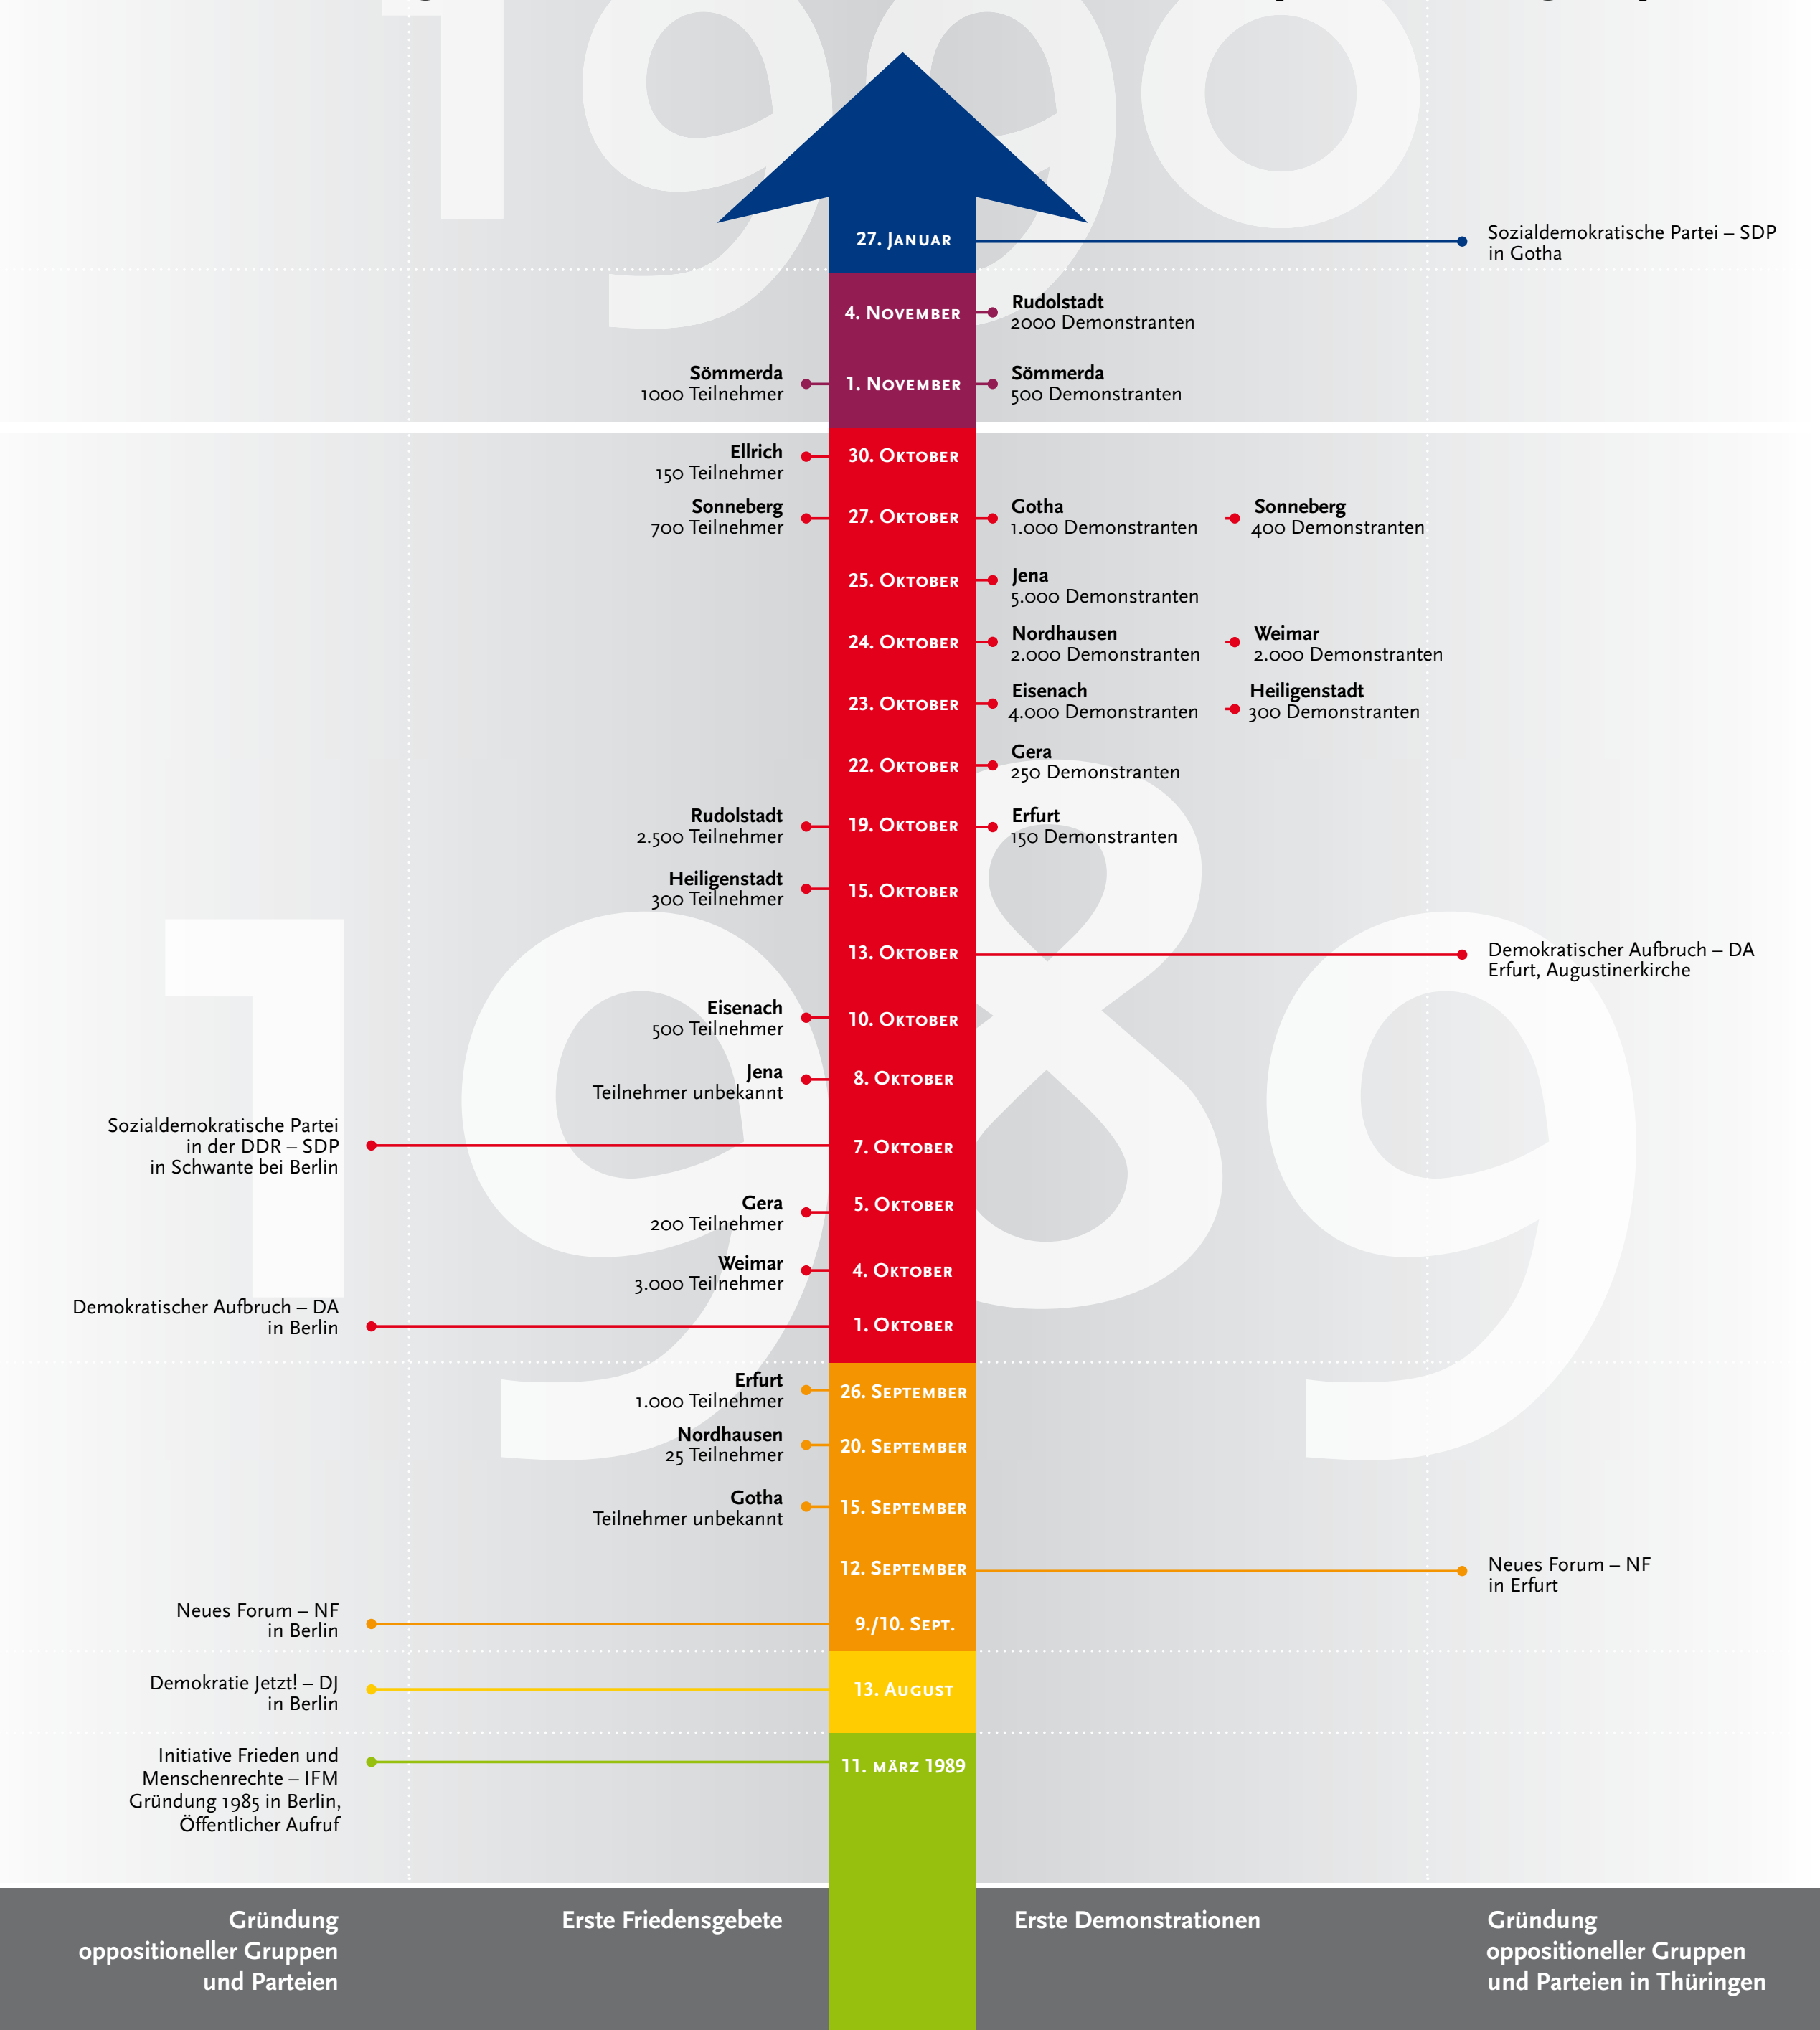 1990
27. Januar
Sozialdemokratische Partei – SDP
in Gotha
4. November
Rudolstadt
2000 Demonstranten
Sömmerda
1000 Teilnehmer
1. November
Sömmerda
500 Demonstranten
Ellrich
150 Teilnehmer
30. Oktober
Sonneberg
700 Teilnehmer
27. Oktober
Gotha
1.000 Demonstranten
Sonneberg
400 Demonstranten
25. Oktober
Jena
5.000 Demonstranten
24. Oktober
Nordhausen
2.000 Demonstranten
Weimar
2.000 Demonstranten
23. Oktober
Eisenach
4.000 Demonstranten
Heiligenstadt
300 Demonstranten
22. Oktober
Gera
250 Demonstranten
Rudolstadt
2.500 Teilnehmer
19. Oktober
Erfurt
150 Demonstranten
Heiligenstadt
300 Teilnehmer
15. Oktober
1989
13. Oktober
Demokratischer Aufbruch – DA
Erfurt, Augustinerkirche
Eisenach
500 Teilnehmer
10. Oktober
Jena
Teilnehmer unbekannt
8. Oktober
Sozialdemokratische Partei
in der DDR – SDP
in Schwante bei Berlin
7. Oktober
Gera
200 Teilnehmer
5. Oktober
Weimar
3.000 Teilnehmer
4. Oktober
Demokratischer Aufbruch – DA
in Berlin
1. Oktober
Erfurt
1.000 Teilnehmer
26. September
Nordhausen
25 Teilnehmer
20. September
Gotha
Teilnehmer unbekannt
15. September
12. September
Neues Forum – NF
in Erfurt
Neues Forum – NF
in Berlin
9./10. Sept.
Demokratie Jetzt! – DJ
in Berlin
13. August
Initiative Frieden und
Menschenrechte – IFM
Gründung 1985 in Berlin,
Öffentlicher Aufruf
11. märz 1989
Gründung
oppositioneller Gruppen
und Parteien
Erste Friedensgebete
Erste Demonstrationen
Gründung
oppositioneller Gruppen
und Parteien in Thüringen